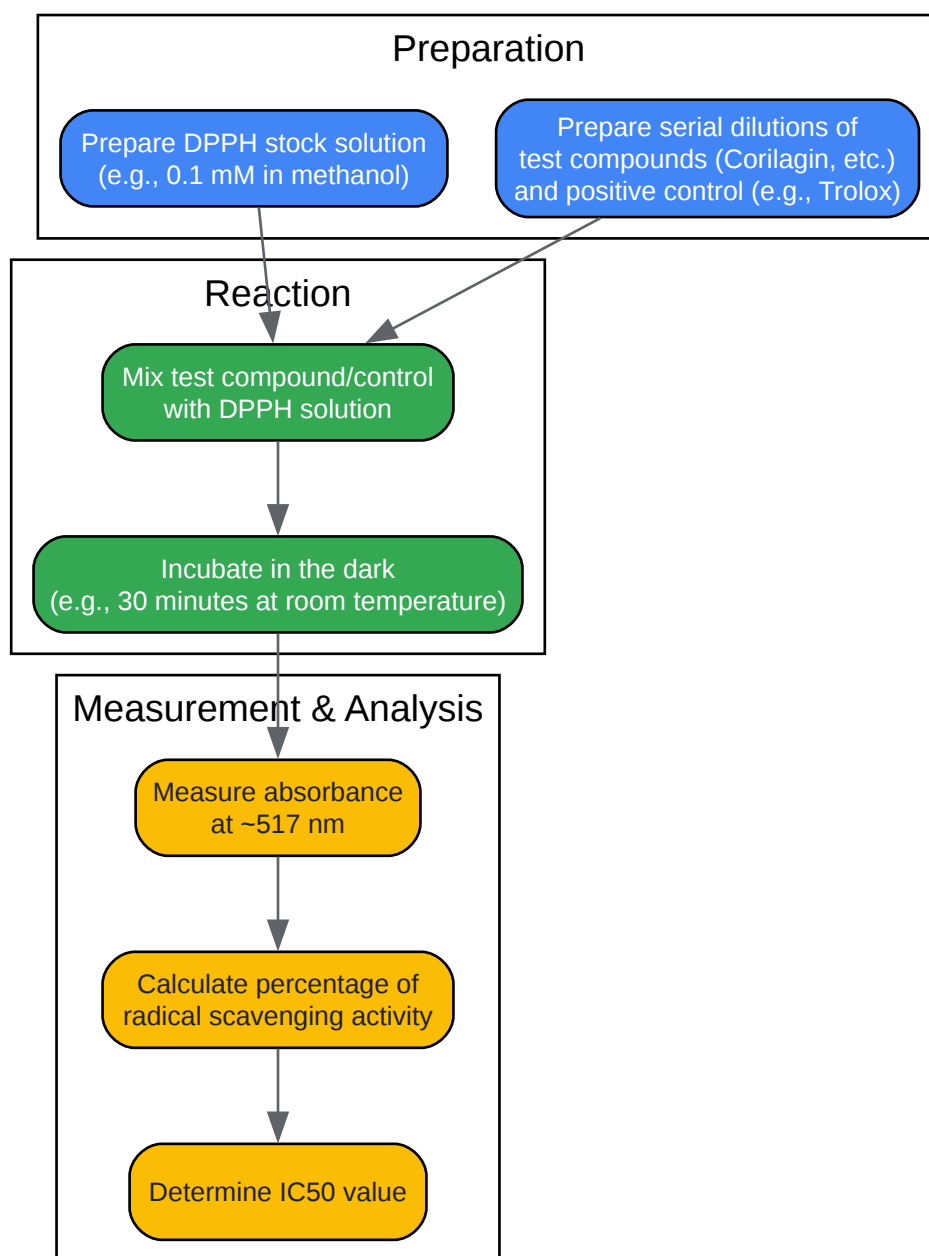 Preparation
Prepare DPPH stock solution
(e.g., 0.1 mM in methanol)
Prepare serial dilutions of
test compounds (Corilagin, etc.)
and positive control (e.g., Trolox)
Reaction
Mix test compound/control
with DPPH solution
Incubate in the dark
(e.g., 30 minutes at room temperature)
Measurement & Analysis
Measure absorbance
at ~517 nm
Calculate percentage of
radical scavenging activity
Determine IC50 value